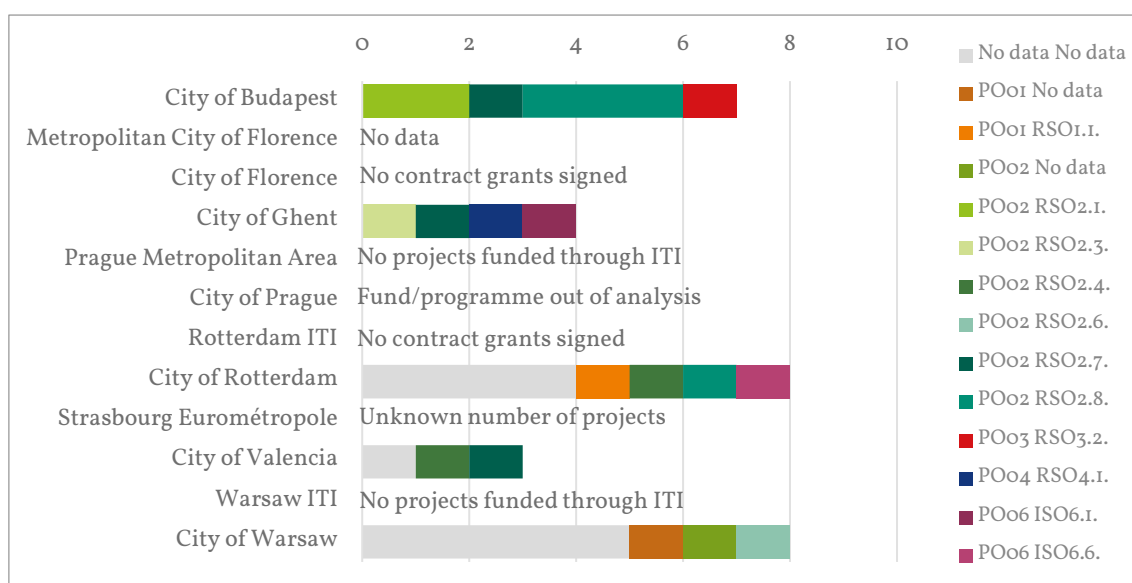 0 2 4 6 8 10
City of Budapest
Metropolitan City of Florence No data
City of Florence No contract grants signed
City of Ghent
Prague Metropolitan Area No projects funded through ITI
City of Prague Fund/programme out of analysis
Rotterdam ITI No contract grants signed
City of Rotterdam
Strasbourg Eurométropole Unknown number of projects
City of Valencia
Warsaw ITI No projects funded through ITI
City of Warsaw
No data No data
PO01 No data
PO01 RSO1.1.
PO02 No data
PO02 RSO2.1.
PO02 RSO2.3.
PO02 RSO2.4.
PO02 RSO2.6.
PO02 RSO2.7.
PO02 RSO2.8.
PO03 RSO3.2.
PO04 RSO4.1.
PO06 ISO6.1.
PO06 ISO6.6.